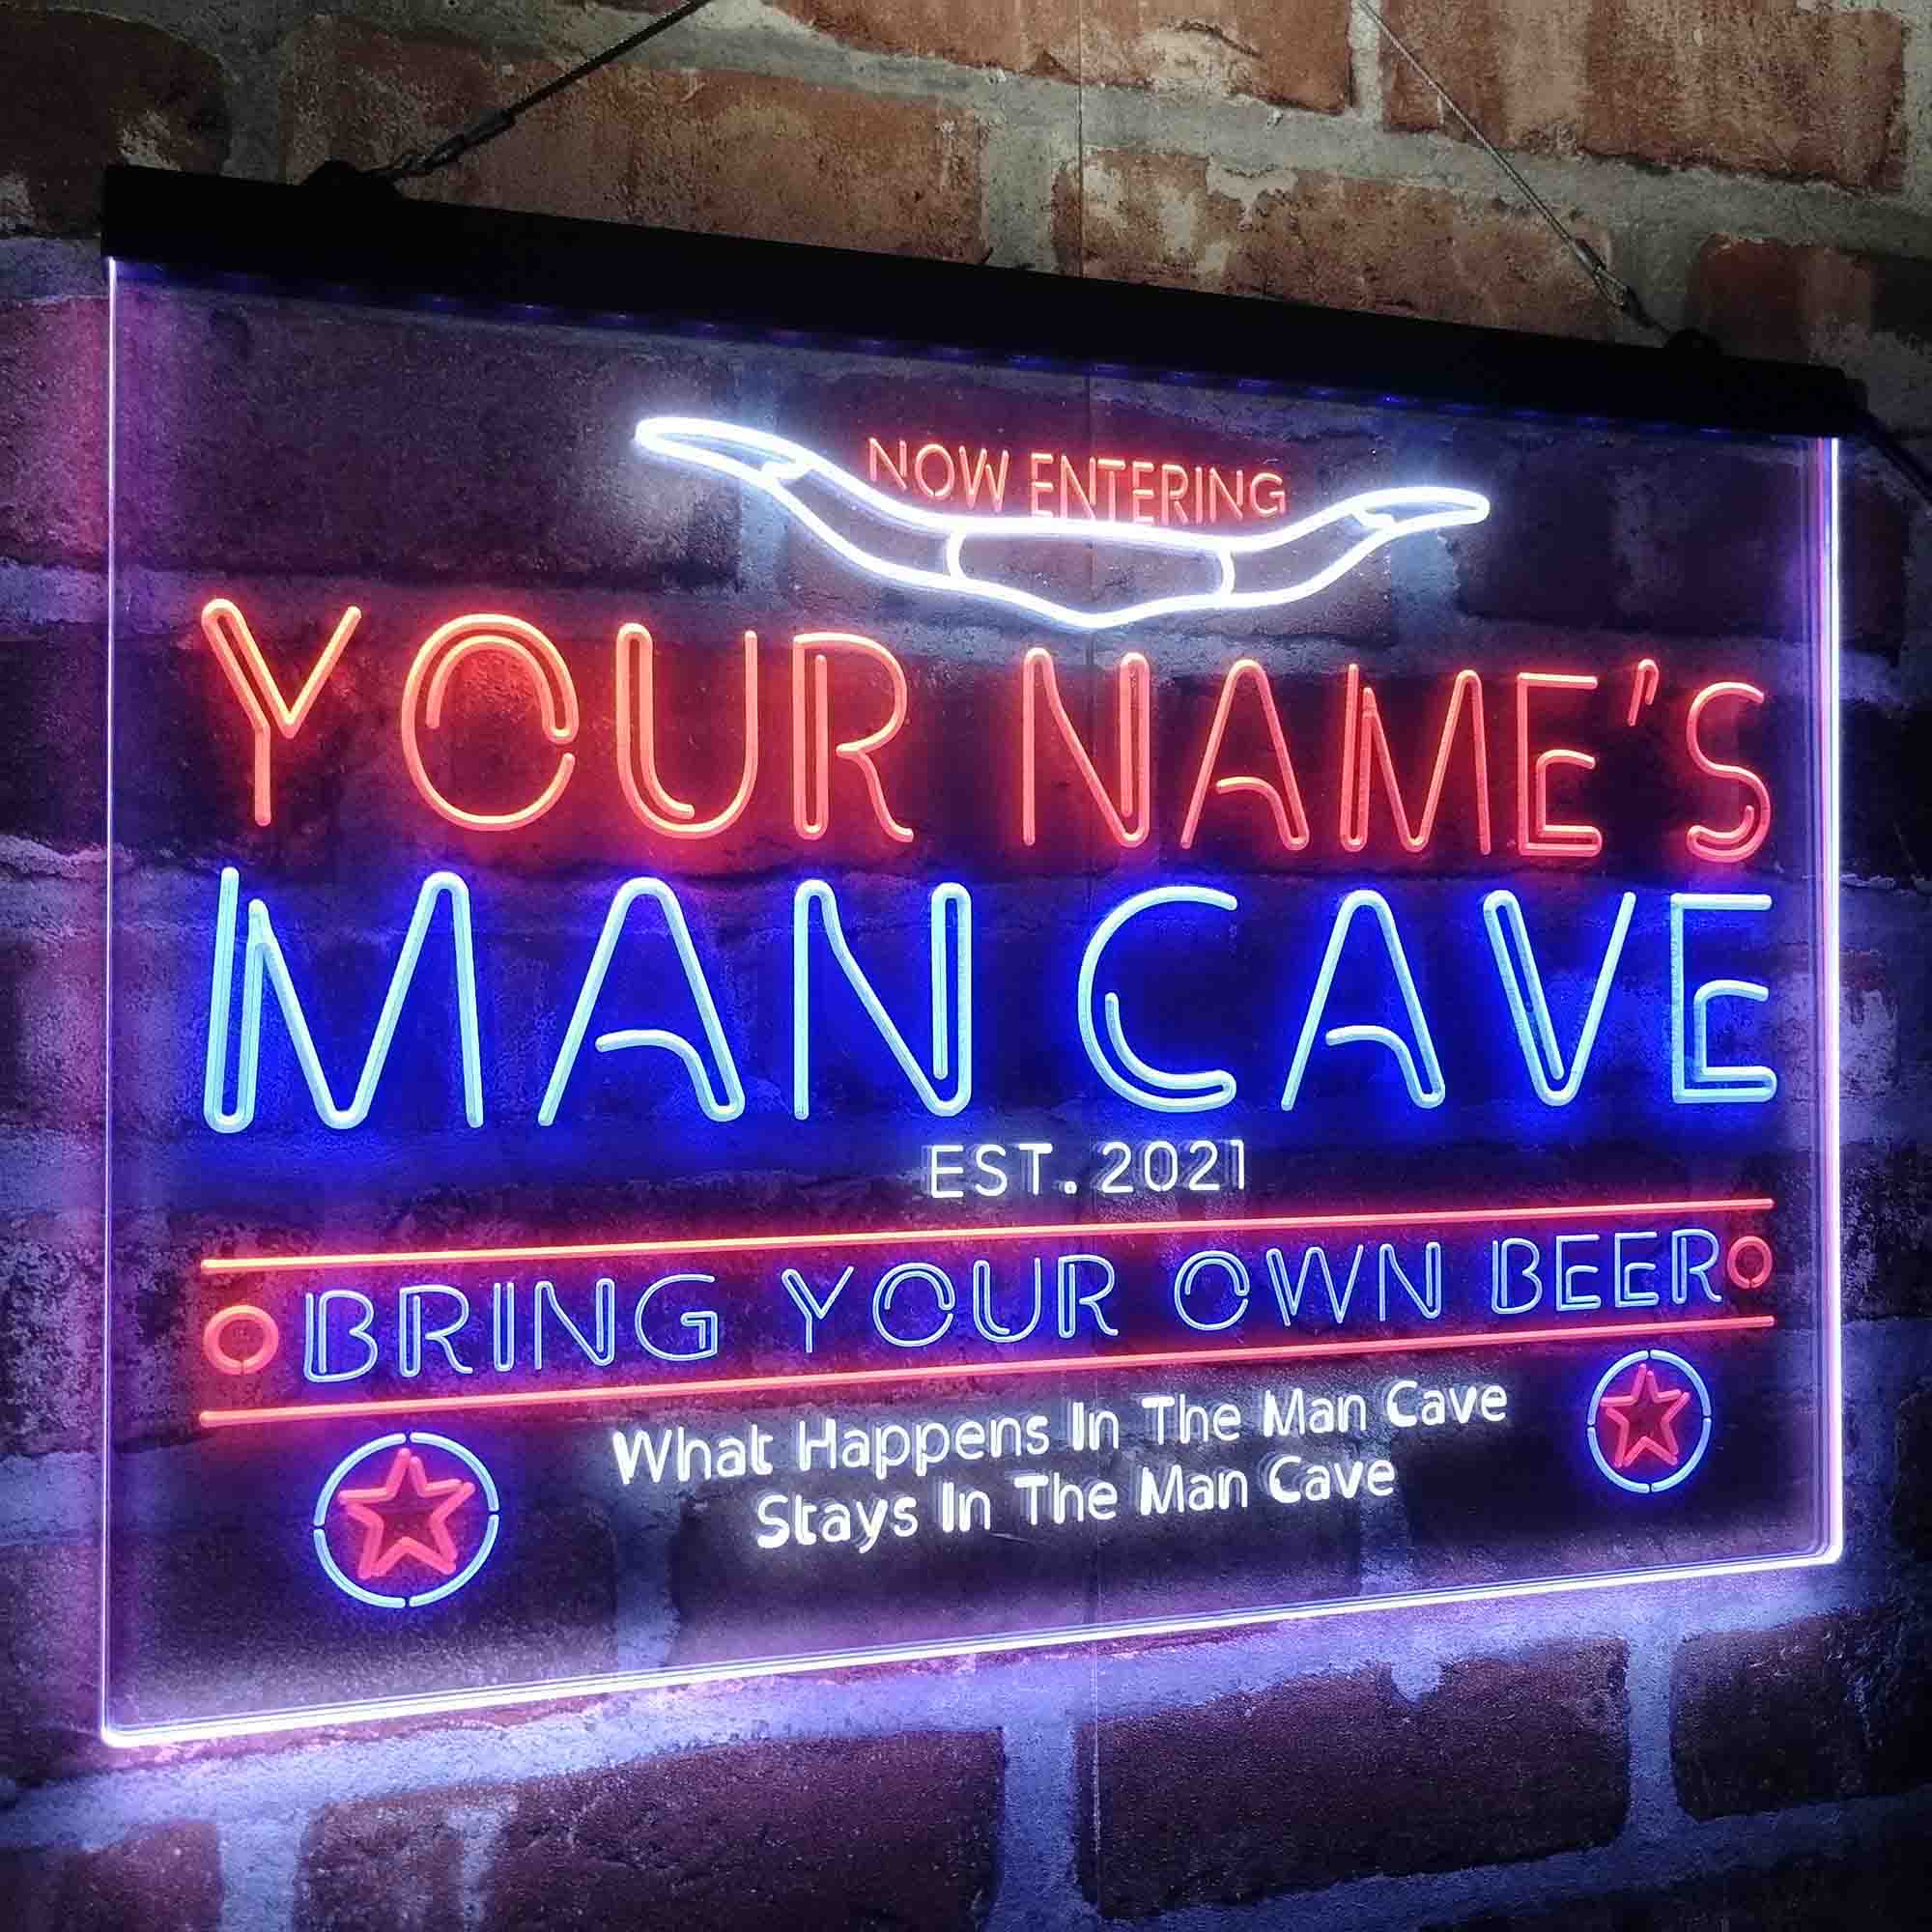 NOW ENTERING
YOUR NAME'S
MAN CAVE
EST. 2021
BRING YOUR OWN BEER
What Happens In The Man Cave
Stays In The Man Cave